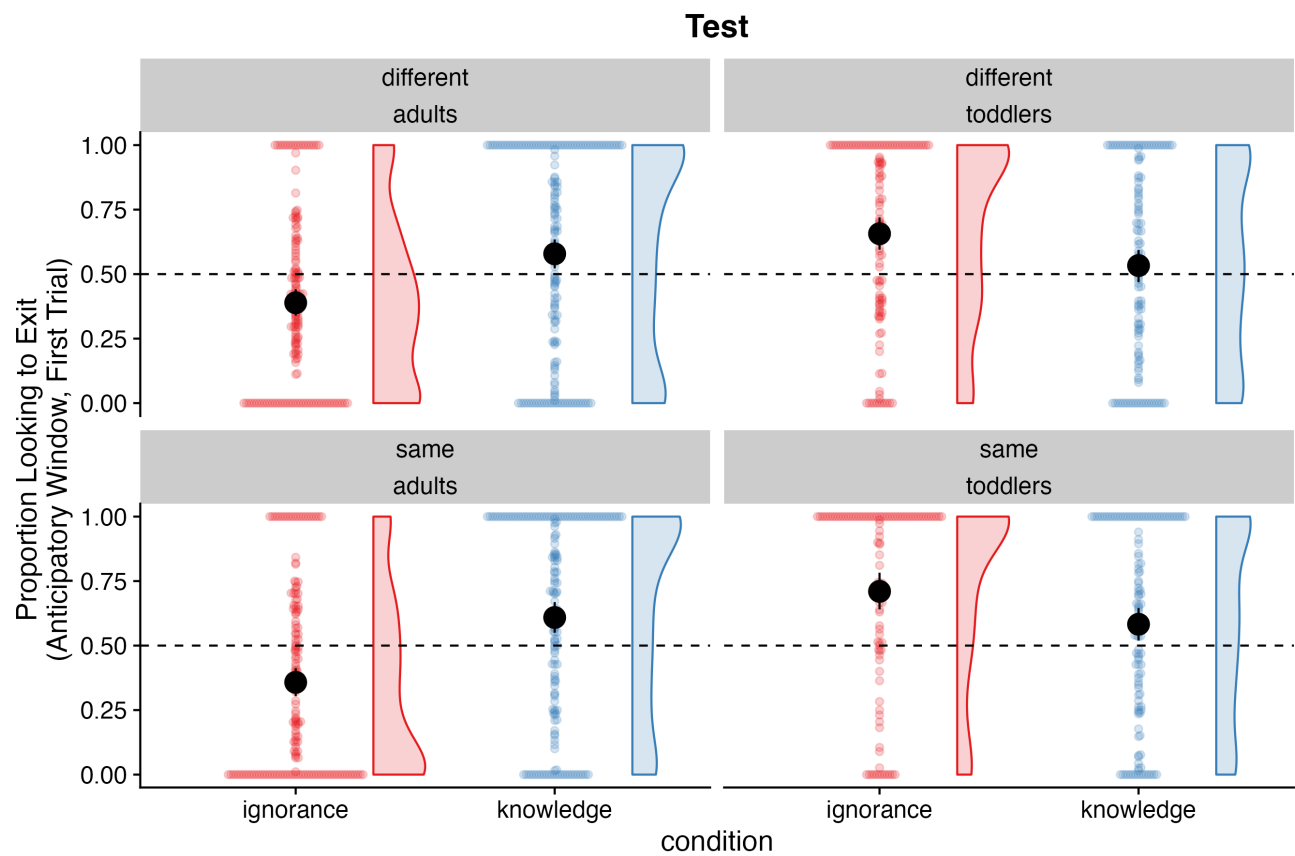 Test
different
adults
different
toddlers
1.00
0.75
0.50
0.25
0.00
same
adults
same
toddlers
1.00
0.75
0.50
0.25
0.00
Proportion Looking to Exit
(Anticipatory Window, First Trial)
ignorance
knowledge
ignorance
knowledge
condition